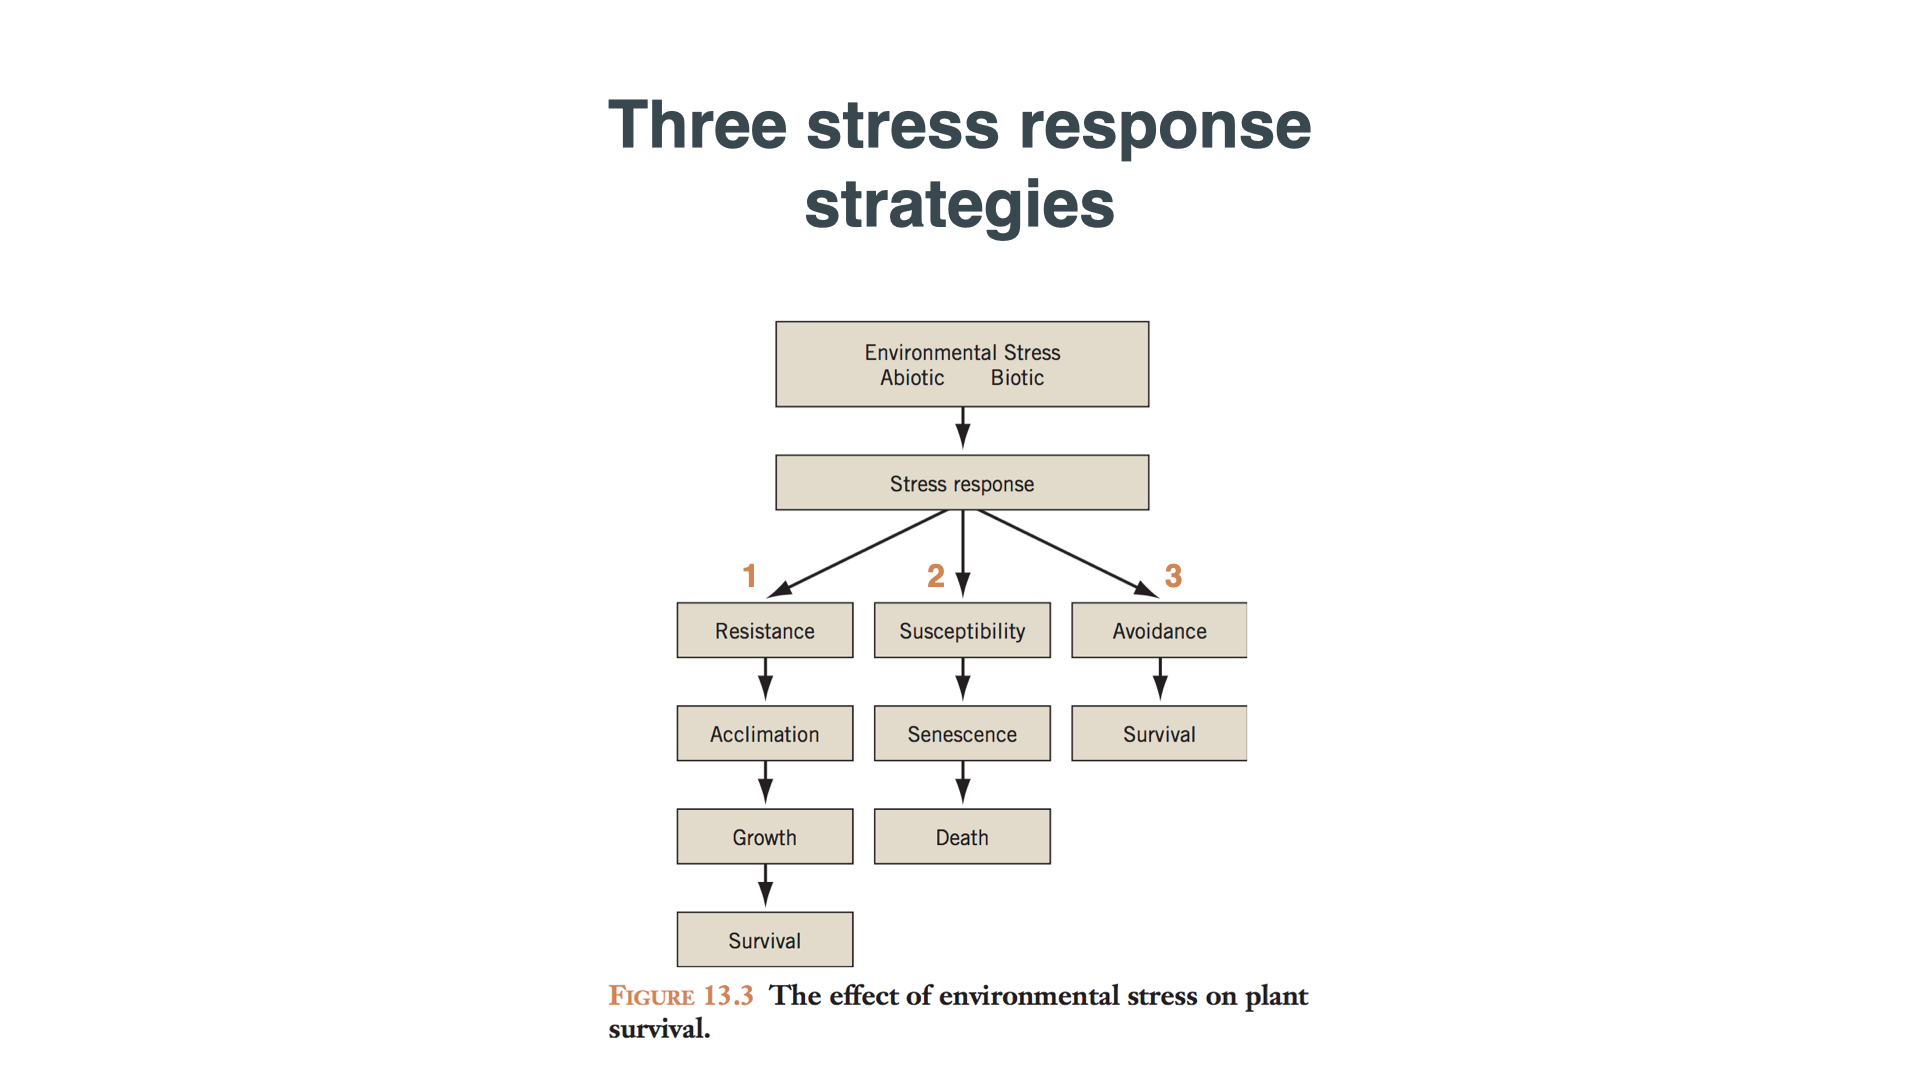 Three stress response
strategies
Environmental Stress
Abiotic Biotic
Stress response
1 2 3
Resistance Susceptibility Avoidance
Acclimation Senescence Survival
Growth Death
Survival
FIGURE 13.3 The effect of environmental stress on plant
survival.